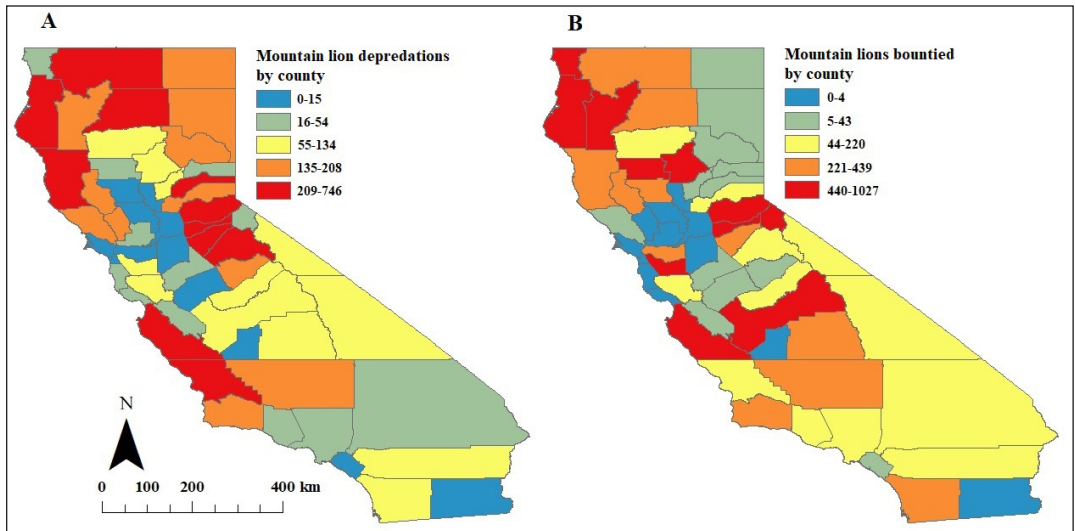 A
Mountain lion depredations
by county
0-15
16-54
55-134
135-208
209-746
N
0 100 200 400 km
B
Mountain lions bountied
by county
0-4
5-43
44-220
221-439
440-1027